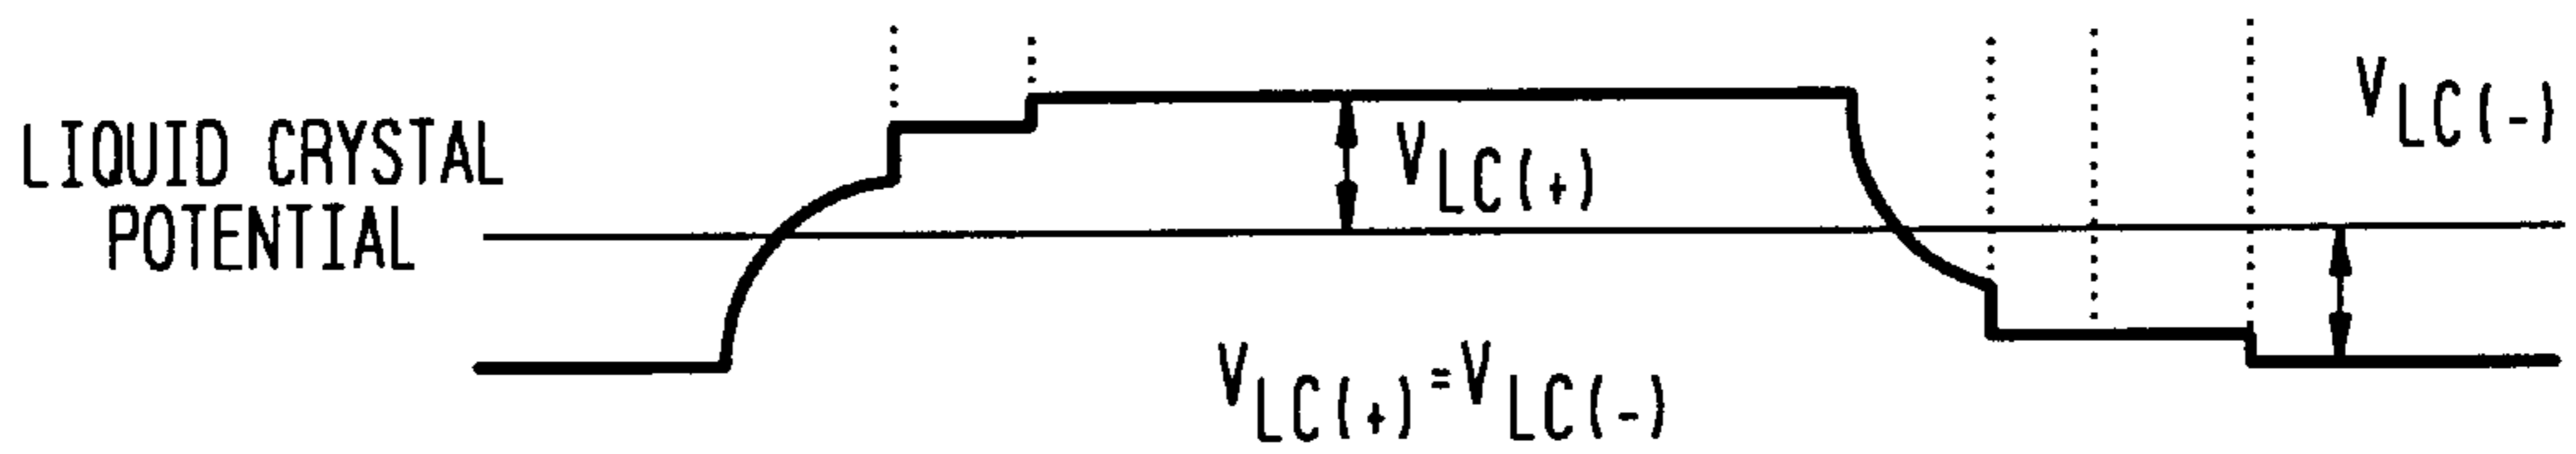 LIQUID CRYSTAL
POTENTIAL
VLC(+)
VLC(-)
VLC(+)=VLC(-)